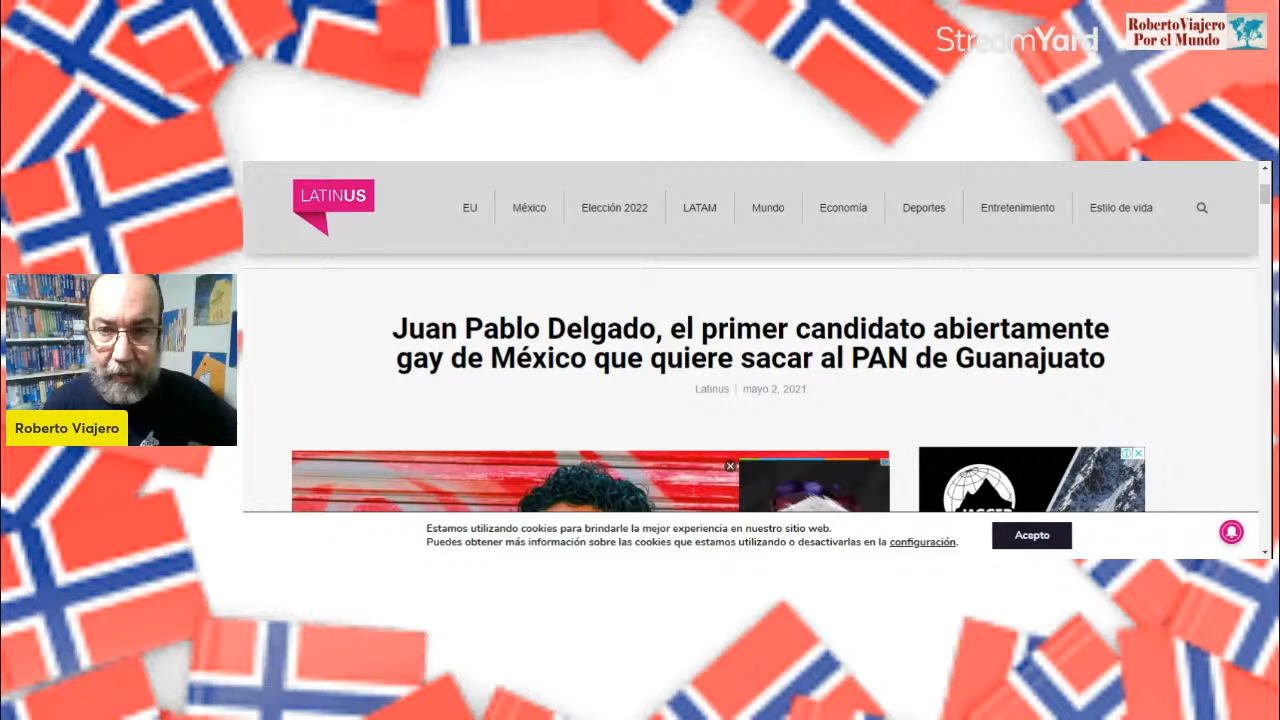 StreamYard
RobertoViajero
Por el Mundo
LATINUS
EU
México
Elección 2022
LATAM
Mundo
Economía
Deportes
Entretenimiento
Estilo de vida
Juan Pablo Delgado, el primer candidato abiertamente
gay de México que quiere sacar al PAN de Guanajuato
Latinus
mayo 2, 2021
Roberto Viajero
Estamos utilizando cookies para brindarle la mejor experiencia en nuestro sitio web.
Puedes obtener más información sobre las cookies que estamos utilizando o desactivarlas en la configuración.
Acepto